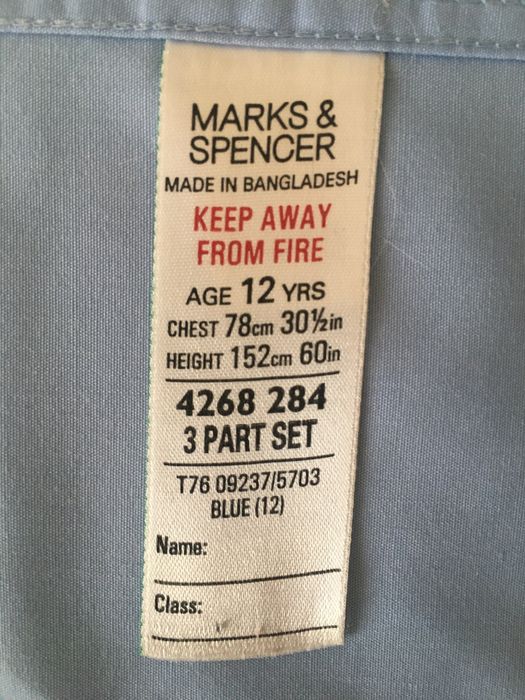 MARKS &
SPENCER
MADE IN BANGLADESH
KEEP AWAY
FROM FIRE
AGE 12 YRS
CHEST 78cm 30½in
HEIGHT 152cm 60in
4268 284
3 PART SET
T76 09237/5703
BLUE (12)
Name:
Class: